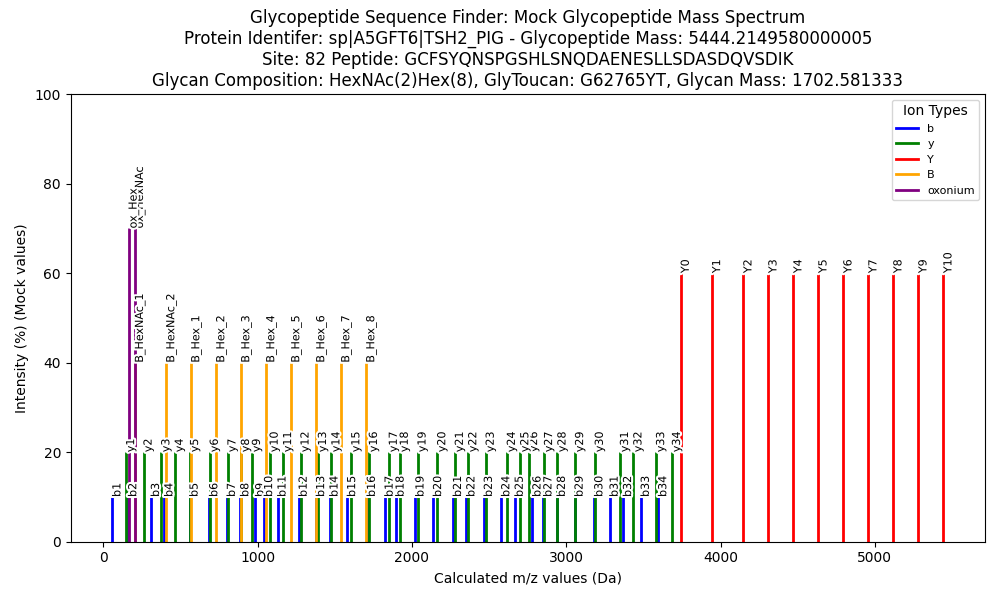 Glycopeptide Sequence Finder: Mock Glycopeptide Mass Spectrum
Protein Identifer: sp|A5GFT6|TSH2_PIG - Glycopeptide Mass: 5444.2149580000005
Site: 82 Peptide: GCFSYQNSPGSHLSNQDAENESLLSDASDQVSDIK
Glycan Composition: HexNAc(2)Hex(8), GlyToucan: G62765YT, Glycan Mass: 1702.581333
Intensity (%) (Mock values)
100
80
60
40
20
0
Ion Types
b
y
Y
B
oxonium
ox_Hex
ox_HexNAc
Y0
Y1
Y2
Y3
Y4
Y5
Y6
Y7
Y8
Y9
Y10
B_HexNAc_1
B_HexNAc_2
B_Hex_1
B_Hex_2
B_Hex_3
B_Hex_4
B_Hex_5
B_Hex_6
B_Hex_7
B_Hex_8
y1
y2
y3
y4
y5
y6
y7
y8
y9
y10
y11
y12
y13
y14
y15
y16
y17
y18
y19
y20
y21
y22
y23
y24
y25
y26
y27
y28
y29
y30
y31
y32
y33
y34
b1
b2
b3
b4
b5
b6
b7
b8
b9
b10
b11
b12
b13
b14
b15
b16
b17
b18
b19
b20
b21
b22
b23
b24
b25
b26
b27
b28
b29
b30
b31
b32
b33
b34
0
1000
2000
3000
4000
5000
Calculated m/z values (Da)